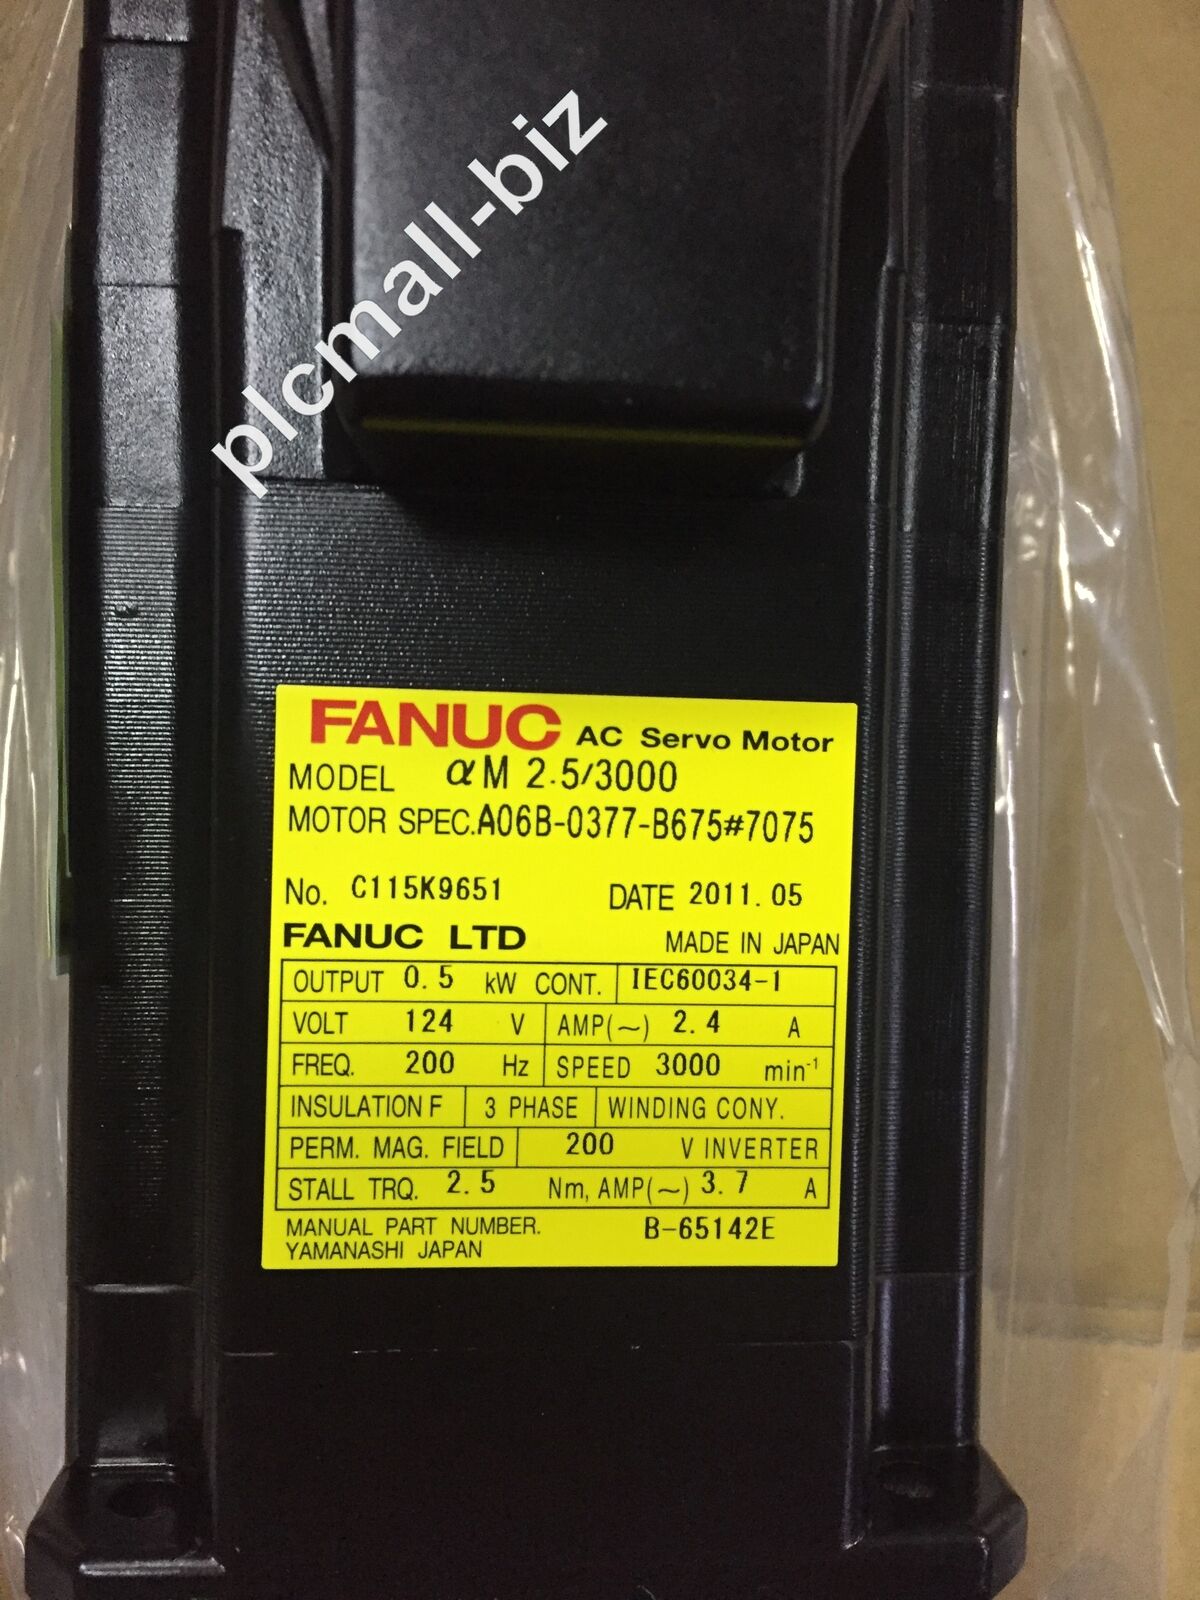 plcmall-biz
FANUC AC Servo Motor
MODEL αM 2.5/3000
MOTOR SPEC.A06B-0377-B675#7075
No. C115K9651 DATE 2011.05
FANUC LTD MADE IN JAPAN
OUTPUT 0.5 kW CONT. IEC60034-1
VOLT 124 V AMP(~) 2.4 A
FREQ. 200 Hz SPEED 3000 min⁻¹
INSULATION F 3 PHASE WINDING CONY.
PERM. MAG. FIELD 200 V INVERTER
STALL TRQ. 2.5 Nm, AMP(~) 3.7 A
MANUAL PART NUMBER. B-65142E
YAMANASHI JAPAN